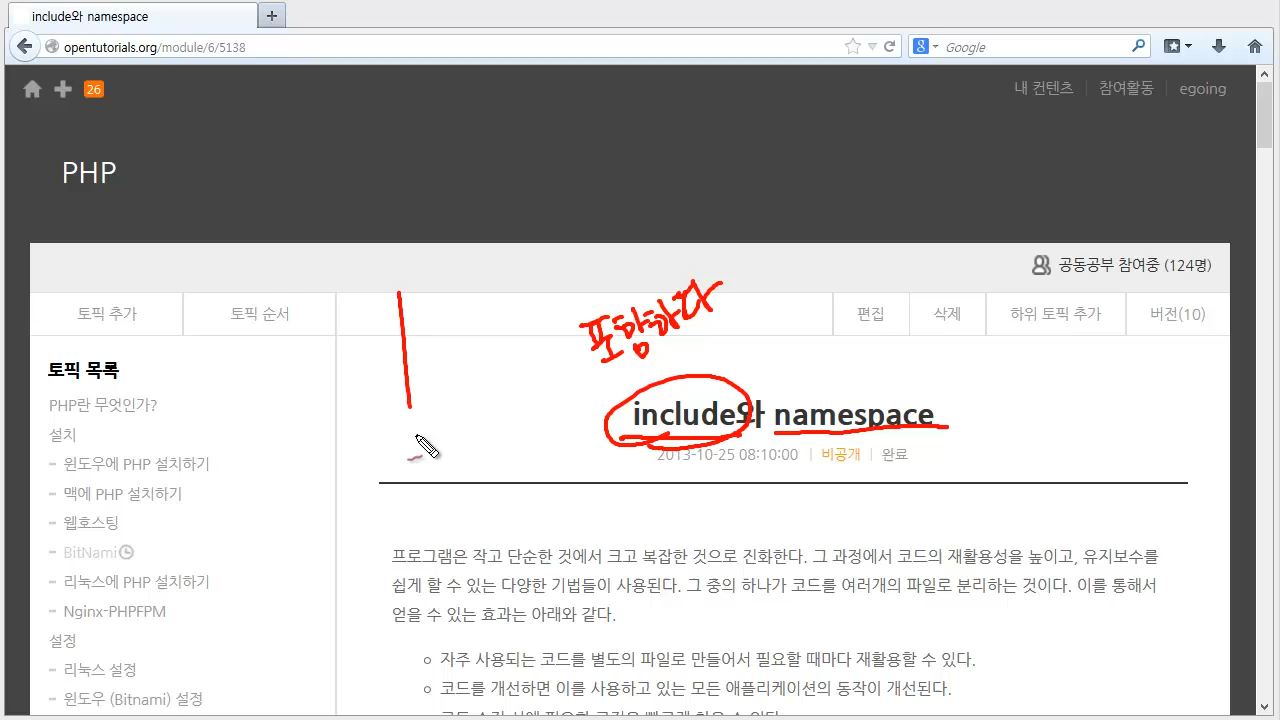 include와 namespace
opentutorials.org/module/6/5138
Google
26
내 컨텐츠 참여활동 egoing
PHP
공동공부 참여중 (124명)
토픽 추가 토픽 순서 편집 삭제 하위 토픽 추가 버전(10)
포함하다
토픽 목록
PHP란 무엇인가?
설치
윈도우에 PHP 설치하기
맥에 PHP 설치하기
웹호스팅
BitNami
리눅스에 PHP 설치하기
Nginx-PHPFPM
설정
리눅스 설정
윈도우 (Bitnami) 설정
include와 namespace
2013-10-25 08:10:00 비공개 완료
프로그램은 작고 단순한 것에서 크고 복잡한 것으로 진화한다. 그 과정에서 코드의 재활용성을 높이고, 유지보수를
쉽게 할 수 있는 다양한 기법들이 사용된다. 그 중의 하나가 코드를 여러개의 파일로 분리하는 것이다. 이를 통해서
얻을 수 있는 효과는 아래와 같다.
자주 사용되는 코드를 별도의 파일로 만들어서 필요할 때마다 재활용할 수 있다.
코드를 개선하면 이를 사용하고 있는 모든 애플리케이션의 동작이 개선된다.